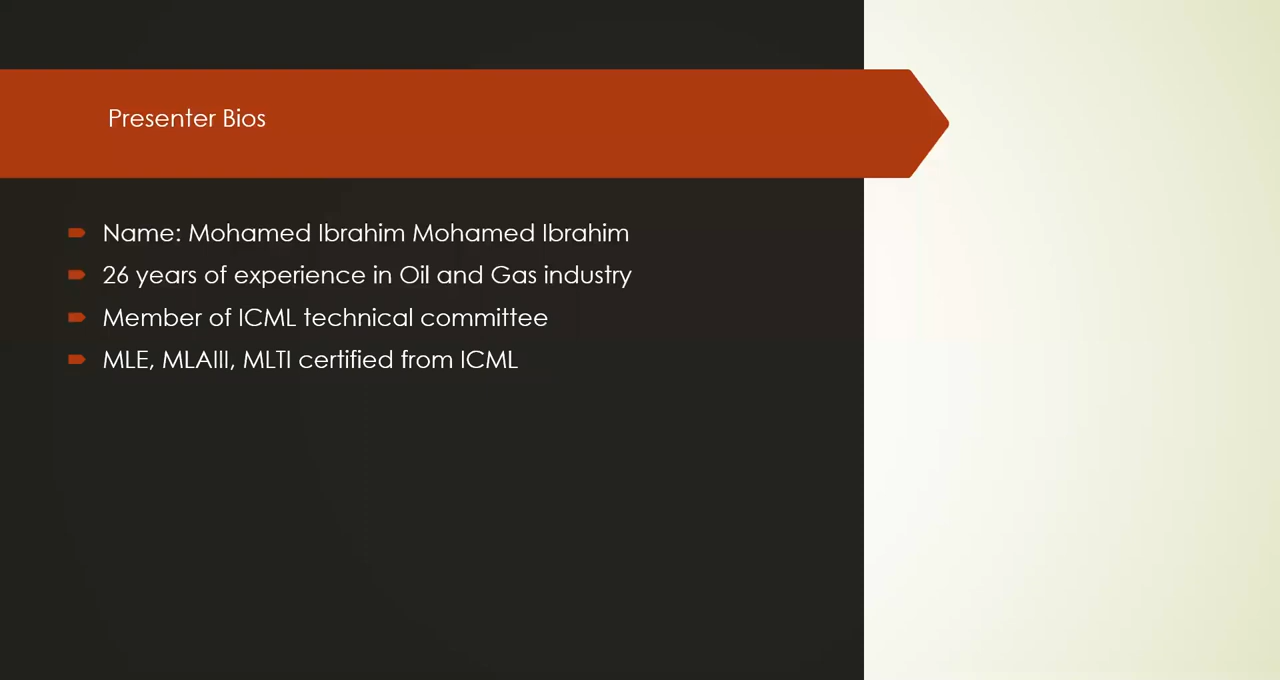 Presenter Bios
Name: Mohamed Ibrahim Mohamed Ibrahim
26 years of experience in Oil and Gas industry
Member of ICML technical committee
MLE, MLAIII, MLTI certified from ICML